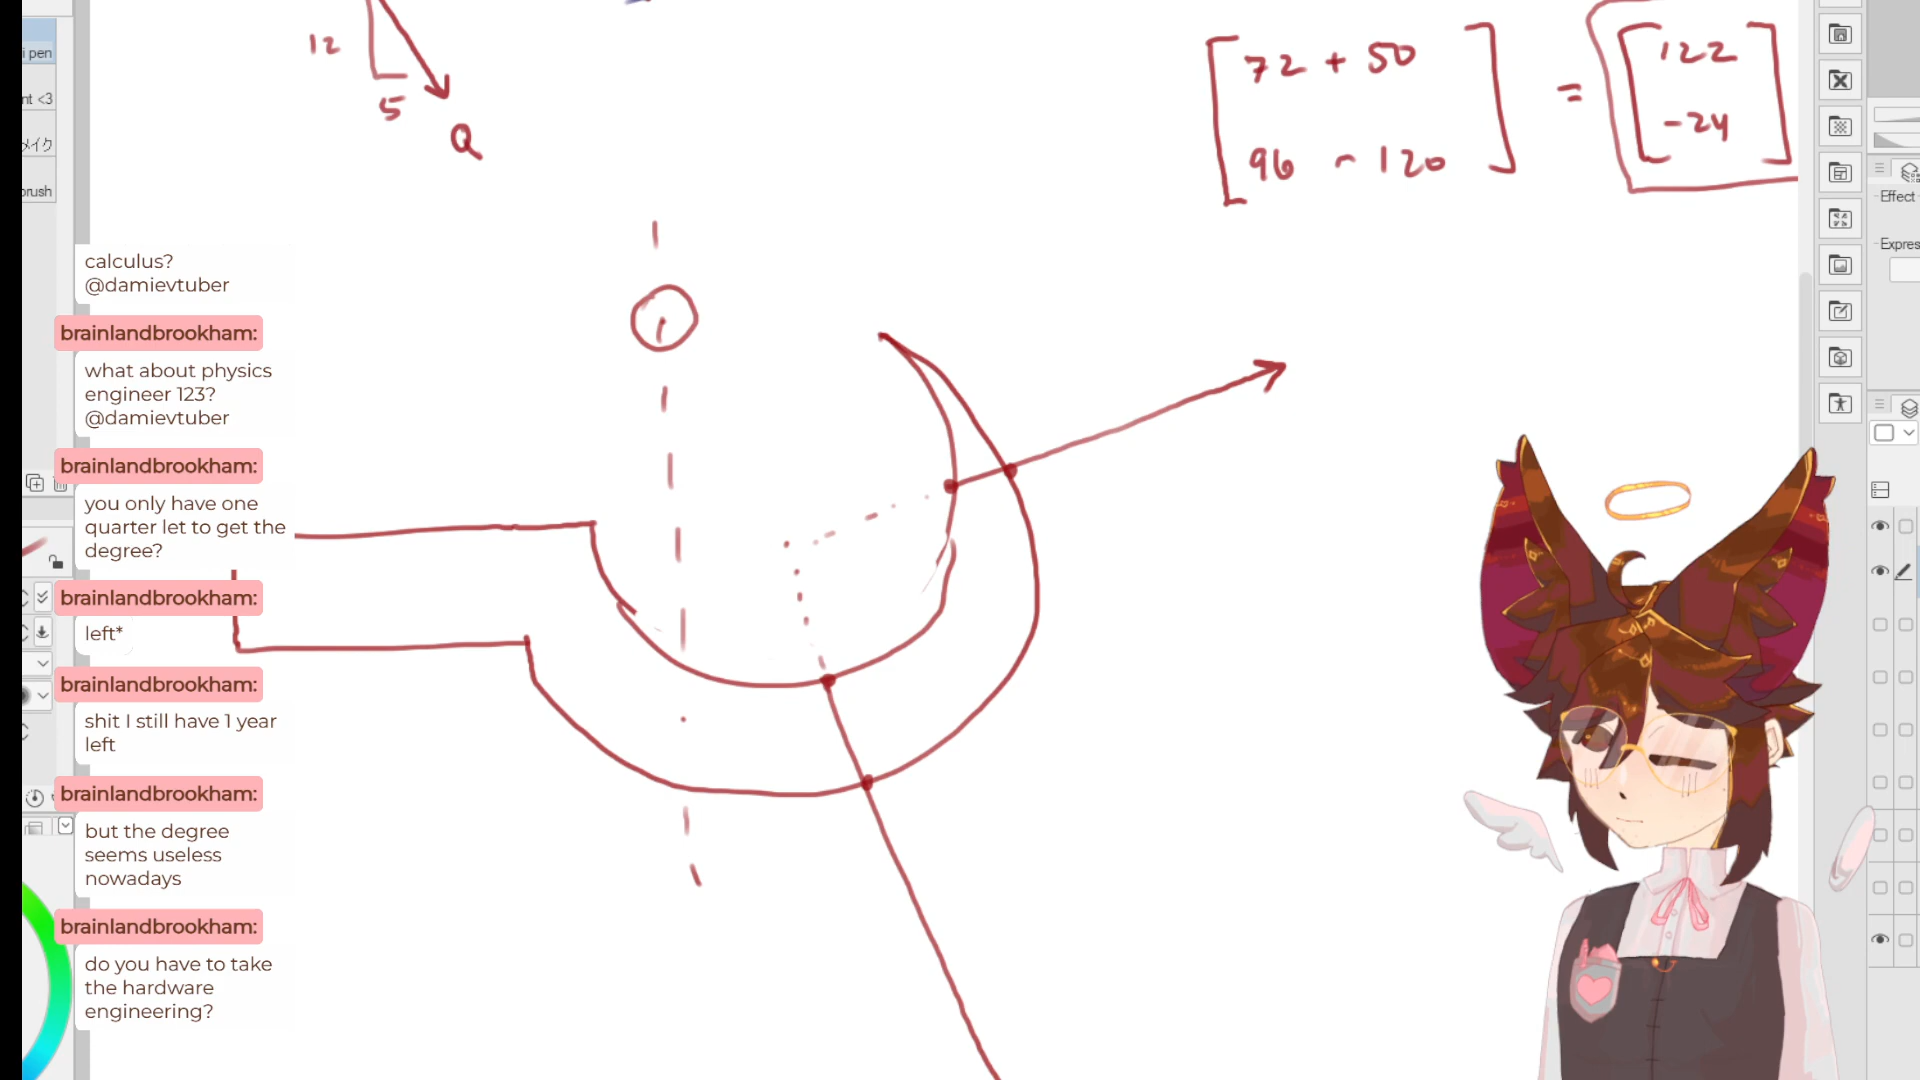 i pen
nt <3
メイク
brush
12
5
Q
72 + 50
96 - 120
=
122
-24
Effect
Expres
calculus?
@damievtuber
brainlandbrookham:
what about physics
engineer 123?
@damievtuber
brainlandbrookham:
you only have one
quarter let to get the
degree?
brainlandbrookham:
left*
brainlandbrookham:
shit I still have 1 year
left
brainlandbrookham:
but the degree
seems useless
nowadays
brainlandbrookham:
do you have to take
the hardware
engineering?